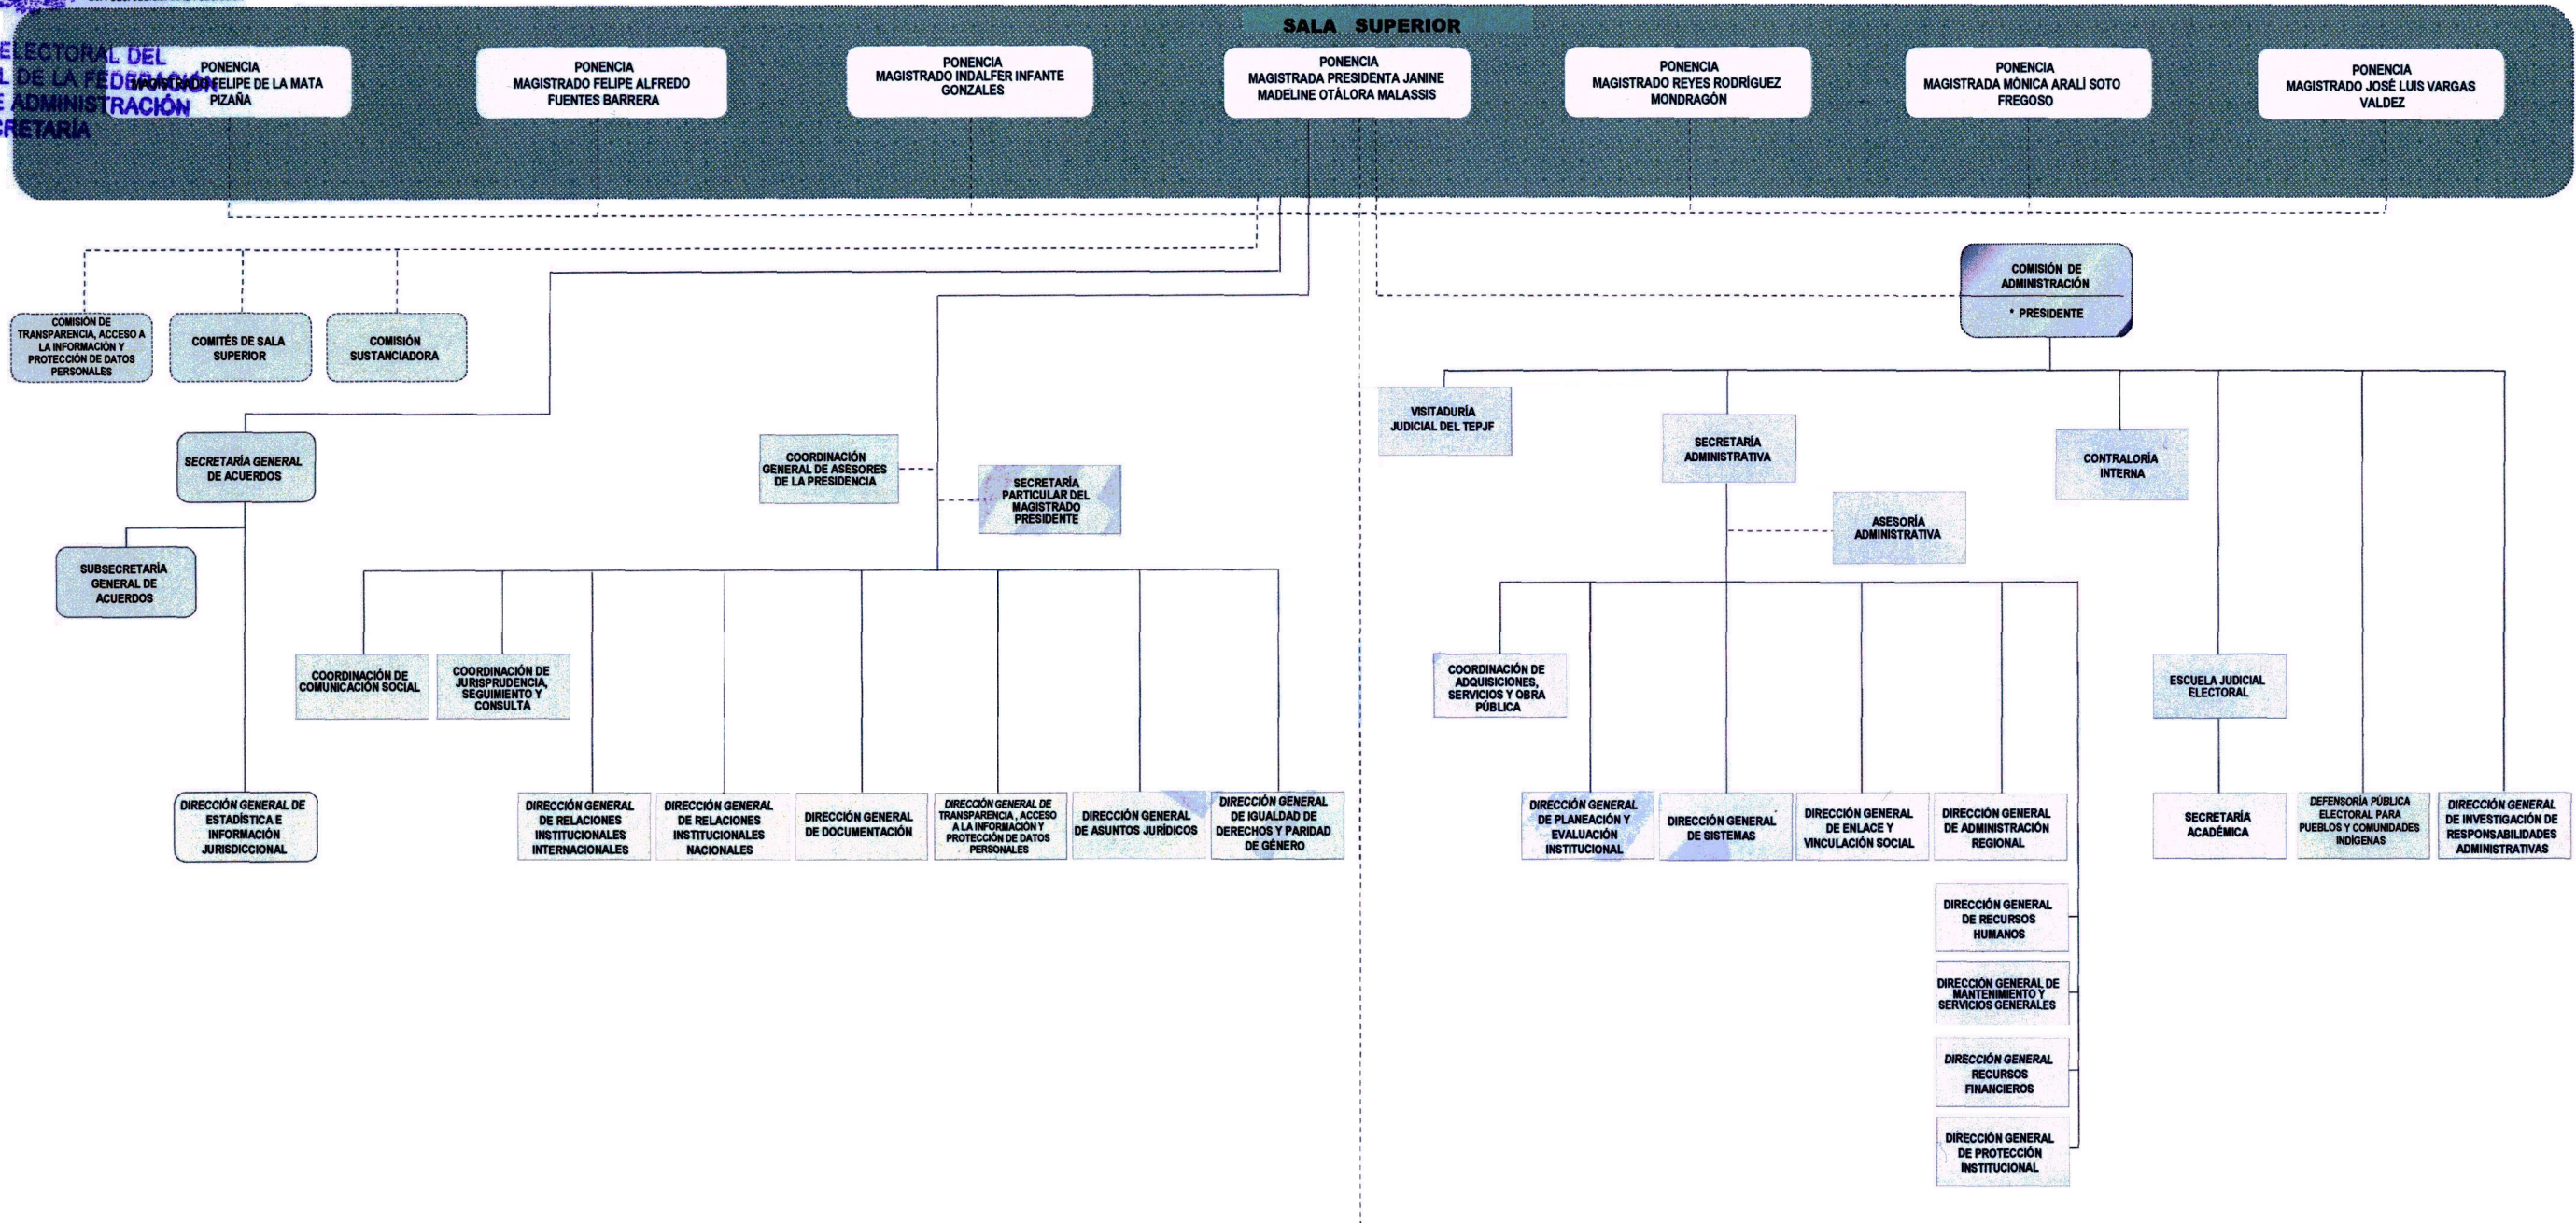 SALA SUPERIOR
ELECTORAL DEL
L DE LA FEDERACIÓN
E ADMINISTRACIÓN
CRETARÍA
PONENCIA
MAGISTRADO FELIPE DE LA MATA
PIZAÑA
PONENCIA
MAGISTRADO FELIPE ALFREDO
FUENTES BARRERA
PONENCIA
MAGISTRADO INDALFER INFANTE
GONZALES
PONENCIA
MAGISTRADA PRESIDENTA JANINE
MADELINE OTÁLORA MALASSIS
PONENCIA
MAGISTRADO REYES RODRÍGUEZ
MONDRAGÓN
PONENCIA
MAGISTRADA MÓNICA ARALÍ SOTO
FREGOSO
PONENCIA
MAGISTRADO JOSÉ LUIS VARGAS
VALDEZ
COMISIÓN DE
TRANSPARENCIA, ACCESO A
LA INFORMACIÓN Y
PROTECCIÓN DE DATOS
PERSONALES
COMITÉS DE SALA
SUPERIOR
COMISIÓN
SUSTANCIADORA
COMISIÓN DE
ADMINISTRACIÓN
* PRESIDENTE
SECRETARÍA GENERAL
DE ACUERDOS
SUBSECRETARÍA
GENERAL DE
ACUERDOS
COORDINACIÓN
GENERAL DE ASESORES
DE LA PRESIDENCIA
SECRETARÍA
PARTICULAR DEL
MAGISTRADO
PRESIDENTE
VISITADURÍA
JUDICIAL DEL TEPJF
SECRETARÍA
ADMINISTRATIVA
CONTRALORÍA
INTERNA
ASESORÍA
ADMINISTRATIVA
COORDINACIÓN DE
COMUNICACIÓN SOCIAL
COORDINACIÓN DE
JURISPRUDENCIA,
SEGUIMIENTO Y
CONSULTA
COORDINACIÓN DE
ADQUISICIONES,
SERVICIOS Y OBRA
PÚBLICA
ESCUELA JUDICIAL
ELECTORAL
DIRECCIÓN GENERAL DE
ESTADÍSTICA E
INFORMACIÓN
JURISDICCIONAL
DIRECCIÓN GENERAL
DE RELACIONES
INSTITUCIONALES
INTERNACIONALES
DIRECCIÓN GENERAL
DE RELACIONES
INSTITUCIONALES
NACIONALES
DIRECCIÓN GENERAL
DE DOCUMENTACIÓN
DIRECCIÓN GENERAL DE
TRANSPARENCIA , ACCESO
A LA INFORMACIÓN Y
PROTECCIÓN DE DATOS
PERSONALES
DIRECCIÓN GENERAL
DE ASUNTOS JURÍDICOS
DIRECCIÓN GENERAL
DE IGUALDAD DE
DERECHOS Y PARIDAD
DE GÉNERO
DIRECCIÓN GENERAL
DE PLANEACIÓN Y
EVALUACIÓN
INSTITUCIONAL
DIRECCIÓN GENERAL
DE SISTEMAS
DIRECCIÓN GENERAL
DE ENLACE Y
VINCULACIÓN SOCIAL
DIRECCIÓN GENERAL
DE ADMINISTRACIÓN
REGIONAL
SECRETARÍA
ACADÉMICA
DEFENSORÍA PÚBLICA
ELECTORAL PARA
PUEBLOS Y COMUNIDADES
INDÍGENAS
DIRECCIÓN GENERAL
DE INVESTIGACIÓN DE
RESPONSABILIDADES
ADMINISTRATIVAS
DIRECCIÓN GENERAL
DE RECURSOS
HUMANOS
DIRECCIÓN GENERAL DE
MANTENIMIENTO Y
SERVICIOS GENERALES
DIRECCIÓN GENERAL
RECURSOS
FINANCIEROS
DIRECCIÓN GENERAL
DE PROTECCIÓN
INSTITUCIONAL